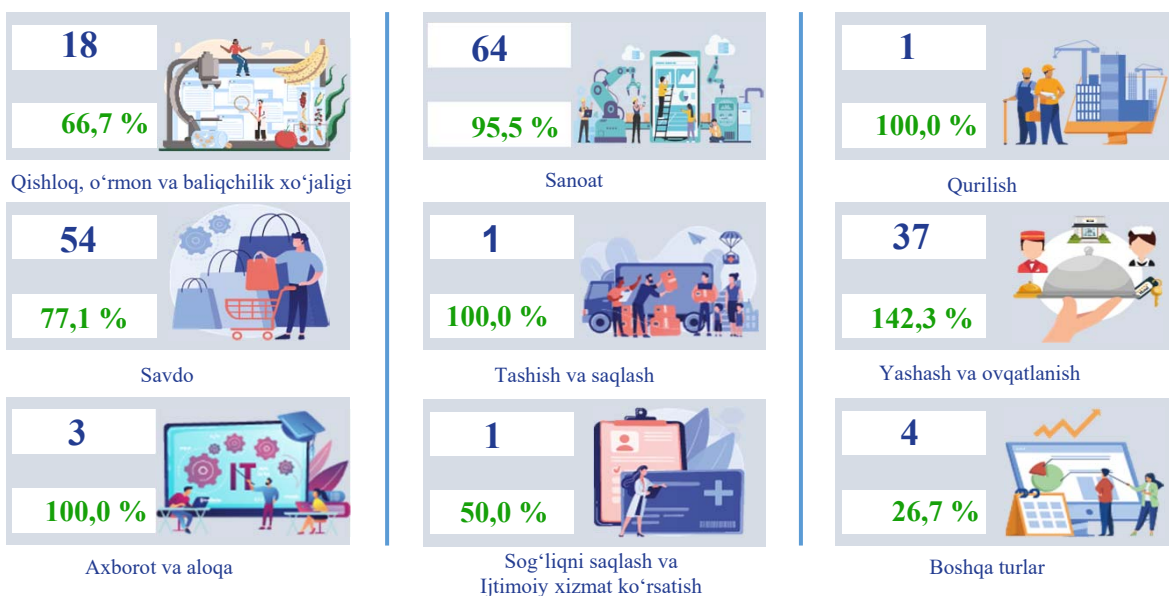 18
66,7 %
Qishloq, o‘rmon va baliqchilik xo‘jaligi
64
95,5 %
Sanoat
1
100,0 %
Qurilish
54
77,1 %
Savdo
1
100,0 %
Tashish va saqlash
37
142,3 %
Yashash va ovqatlanish
3
100,0 %
IT
Axborot va aloqa
1
50,0 %
Sog‘liqni saqlash va
Ijtimoiy xizmat ko‘rsatish
4
26,7 %
Boshqa turlar